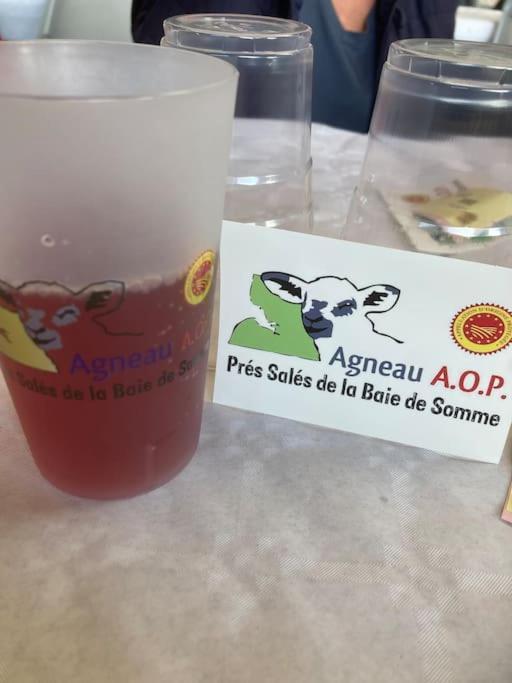 Agneau A.O.P.
Salés de la Baie de Somme
Agneau A.O.P.
Prés Salés de la Baie de Somme